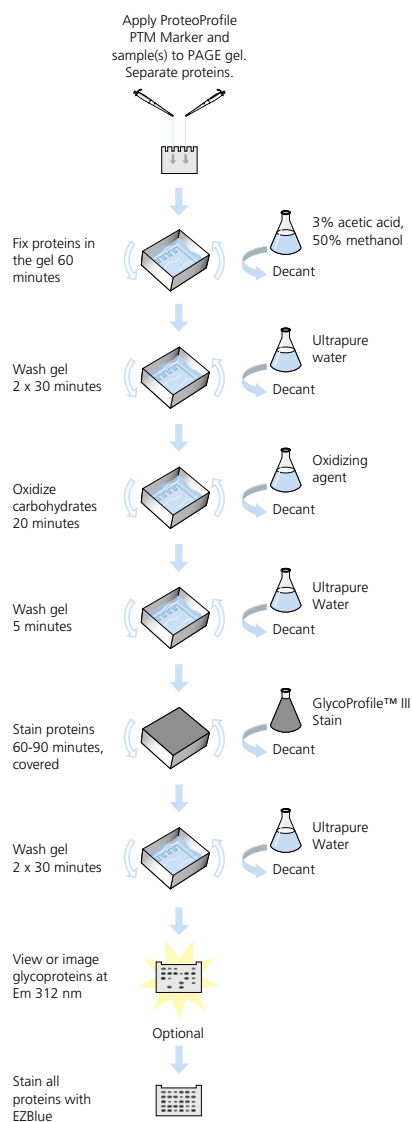 Apply ProteoProfile
PTM Marker and
sample(s) to PAGE gel.
Separate proteins.
Fix proteins in
the gel 60
minutes
3% acetic acid,
50% methanol
Decant
Wash gel
2 x 30 minutes
Ultrapure
water
Decant
Oxidize
carbohydrates
20 minutes
Oxidizing
agent
Decant
Wash gel
5 minutes
Ultrapure
Water
Decant
Stain proteins
60-90 minutes,
covered
GlycoProfile™ III
Stain
Decant
Wash gel
2 x 30 minutes
Ultrapure
Water
Decant
View or image
glycoproteins at
Em 312 nm
Optional
Stain all
proteins with
EZBlue